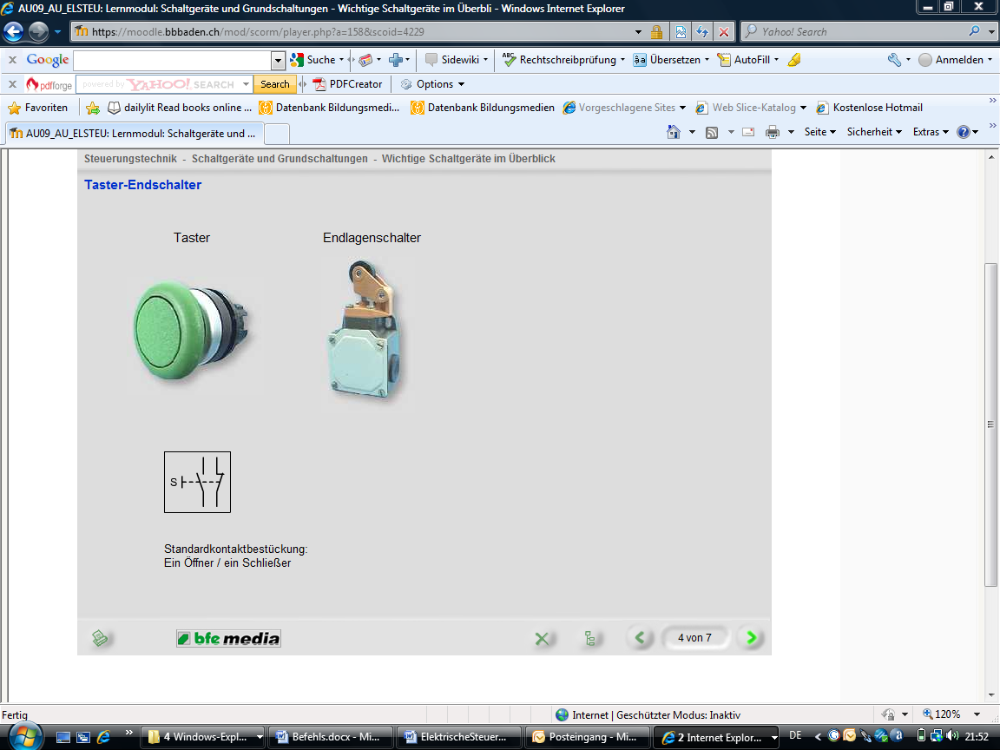 AU09_AU_ELSTEU: Lernmodul: Schaltgeräte und Grundschaltungen - Wichtige Schaltgeräte im Überbli - Windows Internet Explorer
https://moodle.bbbaden.ch/mod/scorm/player.php?a=158&scoid=4229
Yahoo! Search
x Google Suche Sidewiki ABC Rechtschreibprüfung aä Übersetzen AutoFill Anmelden
x pdfforge powered by YAHOO! SEARCH Search PDFCreator Options
Favoriten dailylit Read books online ... Datenbank Bildungsmedi... Datenbank Bildungsmedien Vorgeschlagene Sites Web Slice-Katalog Kostenlose Hotmail
AU09_AU_ELSTEU: Lernmodul: Schaltgeräte und ... Seite Sicherheit Extras
Steuerungstechnik - Schaltgeräte und Grundschaltungen - Wichtige Schaltgeräte im Überblick
Taster-Endschalter
Taster Endlagenschalter
S
Standardkontaktbestückung:
Ein Öffner / ein Schließer
bfe media 4 von 7
Fertig Internet | Geschützter Modus: Inaktiv 120%
4 Windows-Expl... Befehls.docx - Mi... ElektrischeSteuer... Posteingang - Mi... 2 Internet Explor... DE 21:52